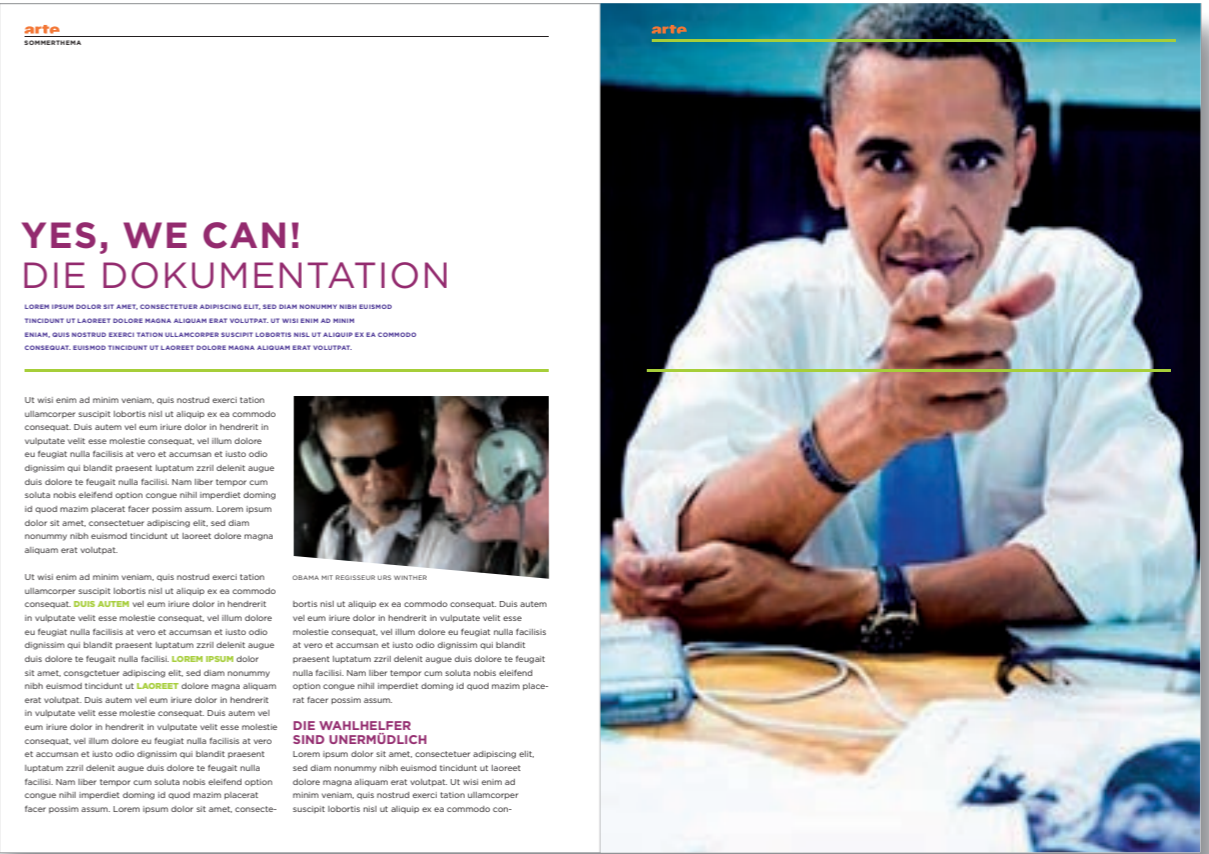 arte
SOMMERTHEMA
YES, WE CAN!
DIE DOKUMENTATION
LOREM IPSUM DOLOR SIT AMET, CONSECTETUER ADIPISCING ELIT, SED DIAM NONUMMY NIBH EUISMOD
TINCIDUNT UT LAOREET DOLORE MAGNA ALIQUAM ERAT VOLUTPAT. UT WISI ENIM AD MINIM
ENIAM, QUIS NOSTRUD EXERCI TATION ULLAMCORPER SUSCIPIT LOBORTIS NISL UT ALIQUIP EX EA COMMODO
CONSEQUAT. EUISMOD TINCIDUNT UT LAOREET DOLORE MAGNA ALIQUAM ERAT VOLUTPAT.
Ut wisi enim ad minim veniam, quis nostrud exerci tation
ullamcorper suscipit lobortis nisl ut aliquip ex ea commodo
consequat. Duis autem vel eum iriure dolor in hendrerit in
vulputate velit esse molestie consequat, vel illum dolore
eu feugiat nulla facilisis at vero et accumsan et iusto odio
dignissim qui blandit praesent luptatum zzril delenit augue
duis dolore te feugait nulla facilisi. Nam liber tempor cum
soluta nobis eleifend option congue nihil imperdiet doming
id quod mazim placerat facer possim assum. Lorem ipsum
dolor sit amet, consectetuer adipiscing elit, sed diam
nonummy nibh euismod tincidunt ut laoreet dolore magna
aliquam erat volutpat.
Ut wisi enim ad minim veniam, quis nostrud exerci tation
ullamcorper suscipit lobortis nisl ut aliquip ex ea commodo
consequat. DUIS AUTEM vel eum iriure dolor in hendrerit
in vulputate velit esse molestie consequat, vel illum dolore
eu feugiat nulla facilisis at vero et accumsan et iusto odio
dignissim qui blandit praesent luptatum zzril delenit augue
duis dolore te feugait nulla facilisi. LOREM IPSUM dolor
sit amet, consgctetuer adipiscing elit, sed diam nonummy
nibh euismod tincidunt ut LAOREET dolore magna aliquam
erat volutpat. Duis autem vel eum iriure dolor in hendrerit
in vulputate velit esse molestie consequat. Duis autem vel
eum iriure dolor in hendrerit in vulputate velit esse molestie
consequat, vel illum dolore eu feugiat nulla facilisis at vero
et accumsan et iusto odio dignissim qui blandit praesent
luptatum zzril delenit augue duis dolore te feugait nulla
facilisi. Nam liber tempor cum soluta nobis eleifend option
congue nihil imperdiet doming id quod mazim placerat
facer possim assum. Lorem ipsum dolor sit amet, consecte-
OBAMA MIT REGISSEUR URS WINTHER
bortis nisl ut aliquip ex ea commodo consequat. Duis autem
vel eum iriure dolor in hendrerit in vulputate velit esse
molestie consequat, vel illum dolore eu feugiat nulla facilisis
at vero et accumsan et iusto odio dignissim qui blandit
praesent luptatum zzril delenit augue duis dolore te feugait
nulla facilisi. Nam liber tempor cum soluta nobis eleifend
option congue nihil imperdiet doming id quod mazim place-
rat facer possim assum.
DIE WAHLHELFER
SIND UNERMÜDLICH
Lorem ipsum dolor sit amet, consectetuer adipiscing elit,
sed diam nonummy nibh euismod tincidunt ut laoreet
dolore magna aliquam erat volutpat. Ut wisi enim ad
minim veniam, quis nostrud exerci tation ullamcorper
suscipit lobortis nisl ut aliquip ex ea commodo con-
arte